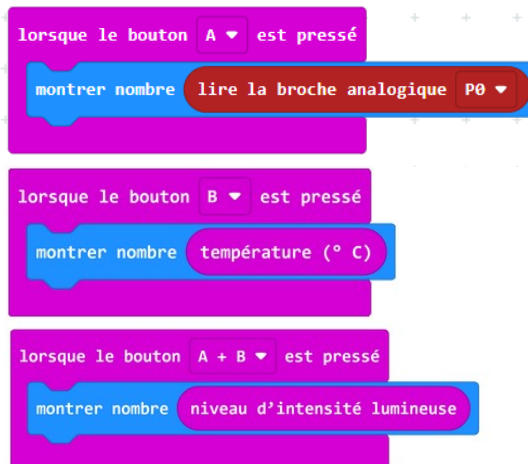 lorsque le bouton A est pressé
montrer nombre lire la broche analogique P0
lorsque le bouton B est pressé
montrer nombre température (° C)
lorsque le bouton A + B est pressé
montrer nombre niveau d'intensité lumineuse